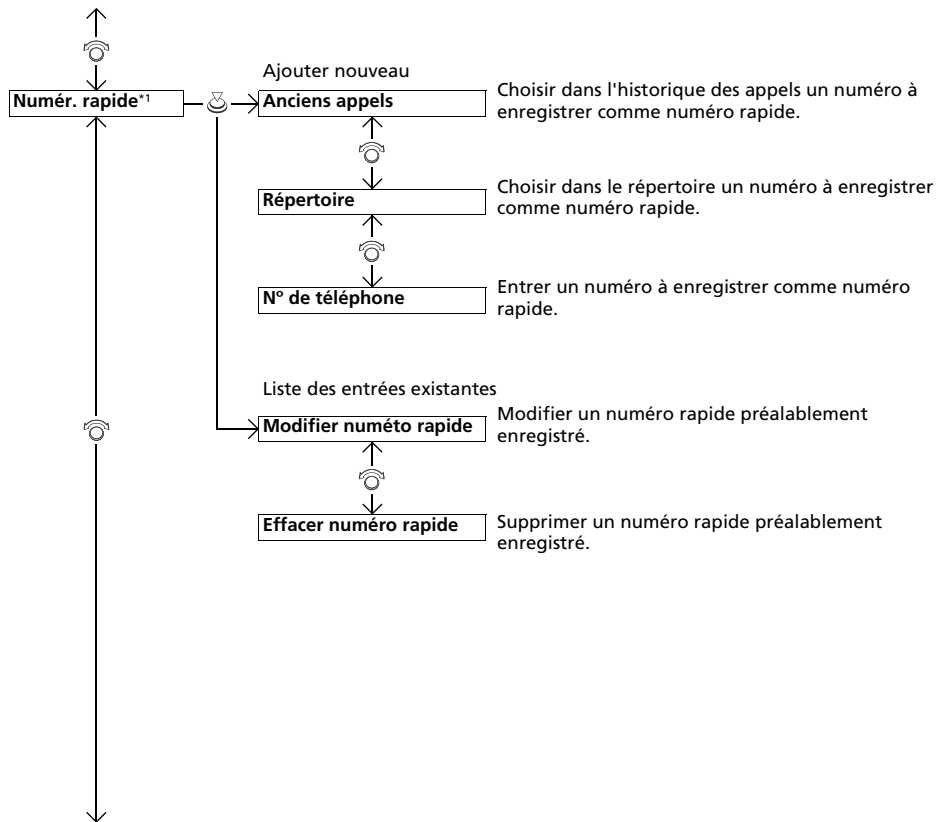 Ajouter nouveau
Numér. rapide*1
Anciens appels
Choisir dans l'historique des appels un numéro à
enregistrer comme numéro rapide.
Répertoire
Choisir dans le répertoire un numéro à enregistrer
comme numéro rapide.
Nº de téléphone
Entrer un numéro à enregistrer comme numéro
rapide.
Liste des entrées existantes
Modifier numéto rapide
Modifier un numéro rapide préalablement
enregistré.
Effacer numéro rapide
Supprimer un numéro rapide préalablement
enregistré.